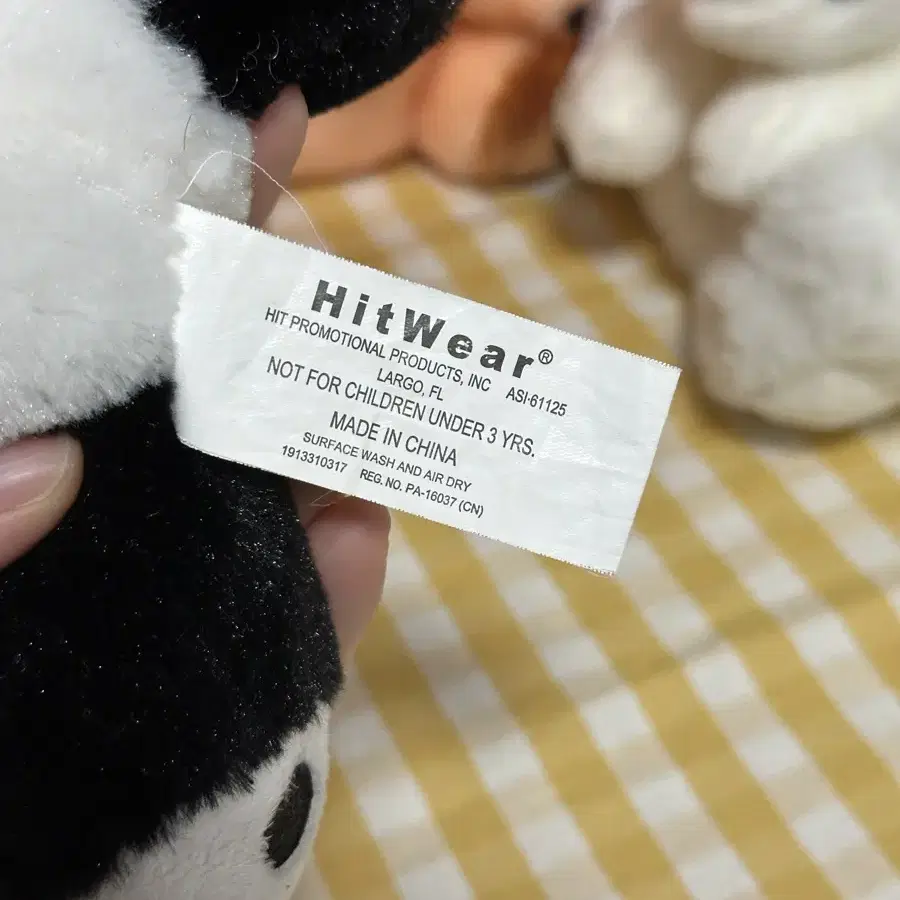 HitWear®
HIT PROMOTIONAL PRODUCTS, INC ASI-61125
LARGO, FL
NOT FOR CHILDREN UNDER 3 YRS.
MADE IN CHINA
SURFACE WASH AND AIR DRY
1913310317 REG. NO. PA-16037 (CN)